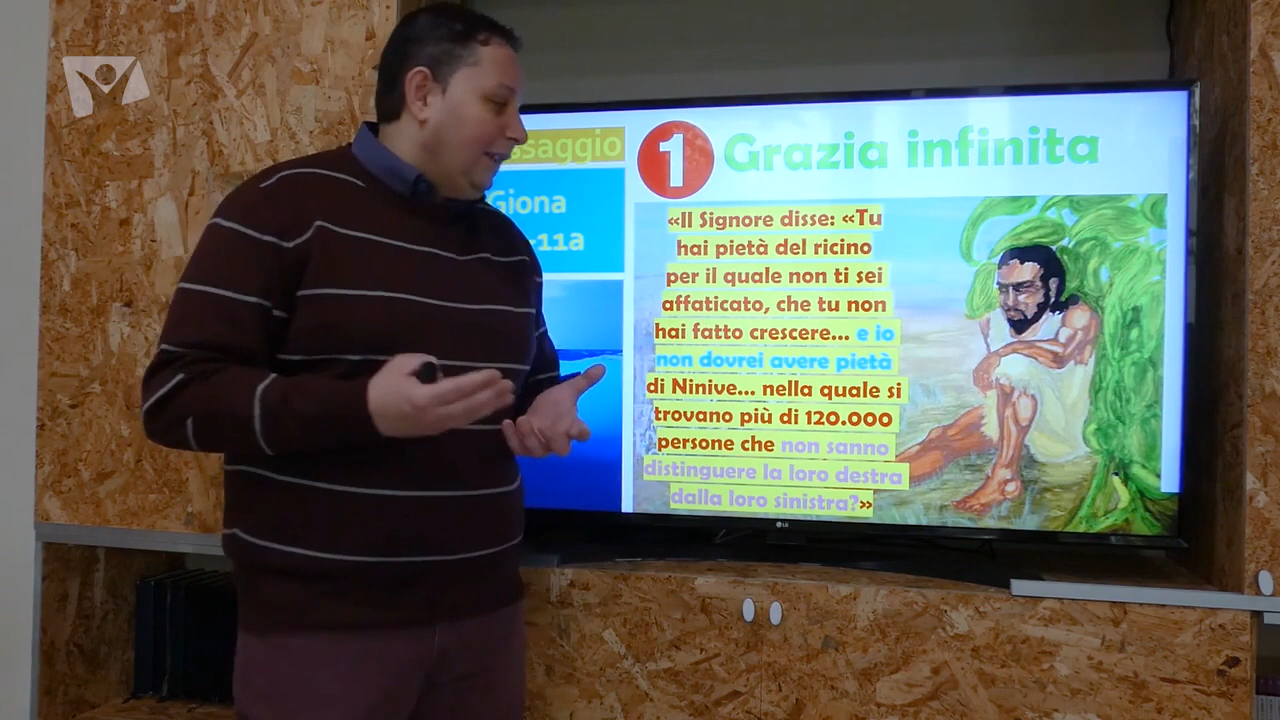 1 Grazia infinita
Giona
-11a
«Il Signore disse: «Tu
hai pietà del ricino
per il quale non ti sei
affaticato, che tu non
hai fatto crescere... e io
non dovrei avere pietà
di Ninive... nella quale si
trovano più di 120.000
persone che non sanno
distinguere la loro destra
dalla loro sinistra?»
LG